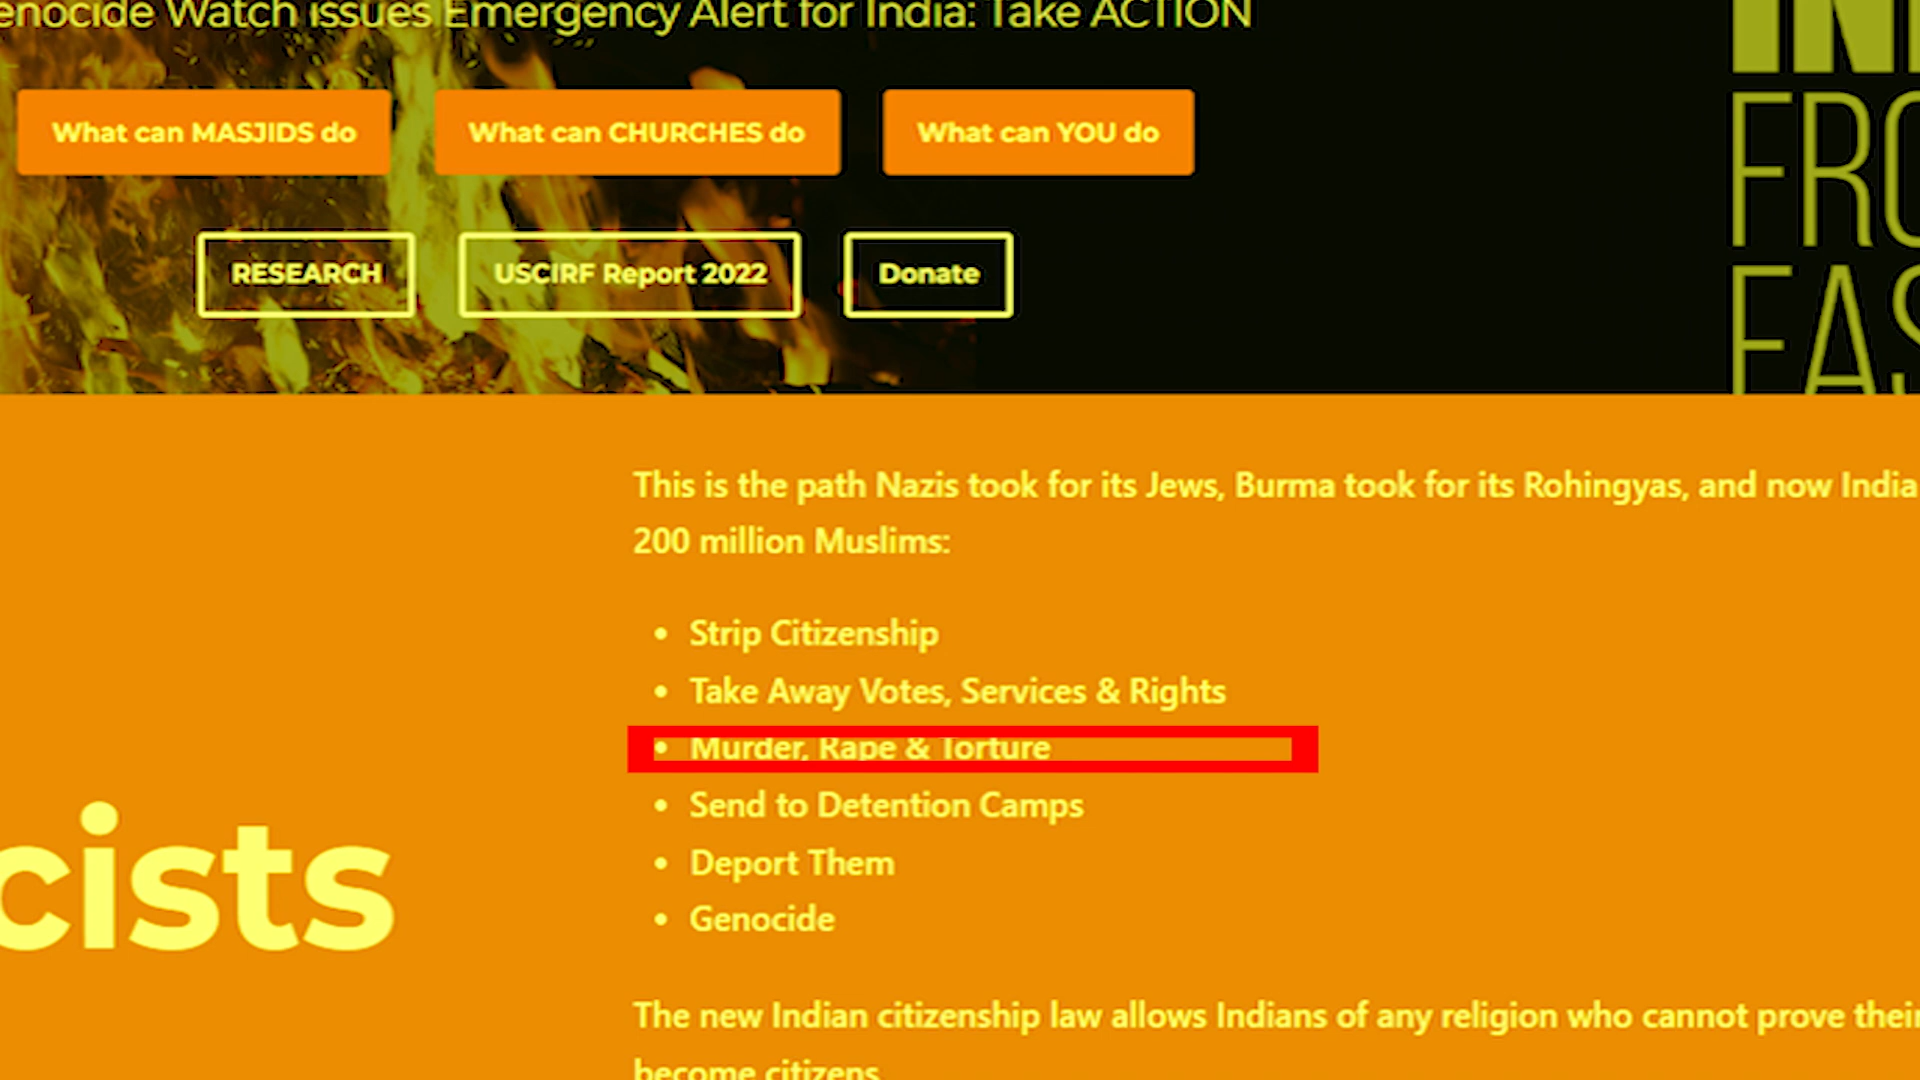 enocide Watch issues Emergency Alert for India: Take ACTION
What can MASJIDS do
What can CHURCHES do
What can YOU do
RESEARCH
USCIRF Report 2022
Donate
FRO
EAS
This is the path Nazis took for its Jews, Burma took for its Rohingyas, and now India
200 million Muslims:
• Strip Citizenship
• Take Away Votes, Services & Rights
• Murder, Rape & Torture
• Send to Detention Camps
• Deport Them
• Genocide
cists
The new Indian citizenship law allows Indians of any religion who cannot prove their
become citizens